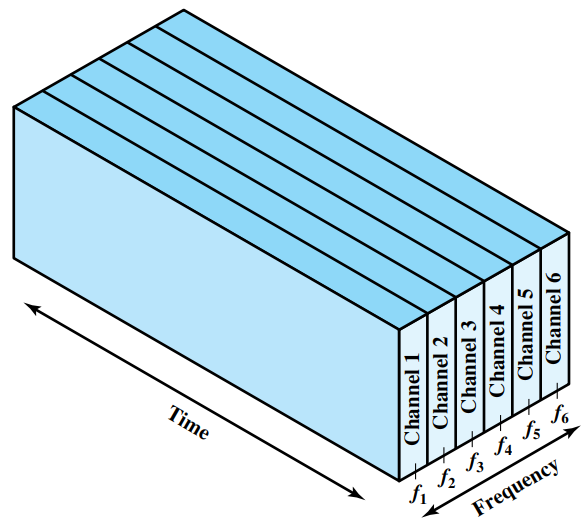 Channel 1
Channel 2
Channel 3
Channel 4
Channel 5
Channel 6
f1
f2
f3
f4
f5
f6
Time
Frequency